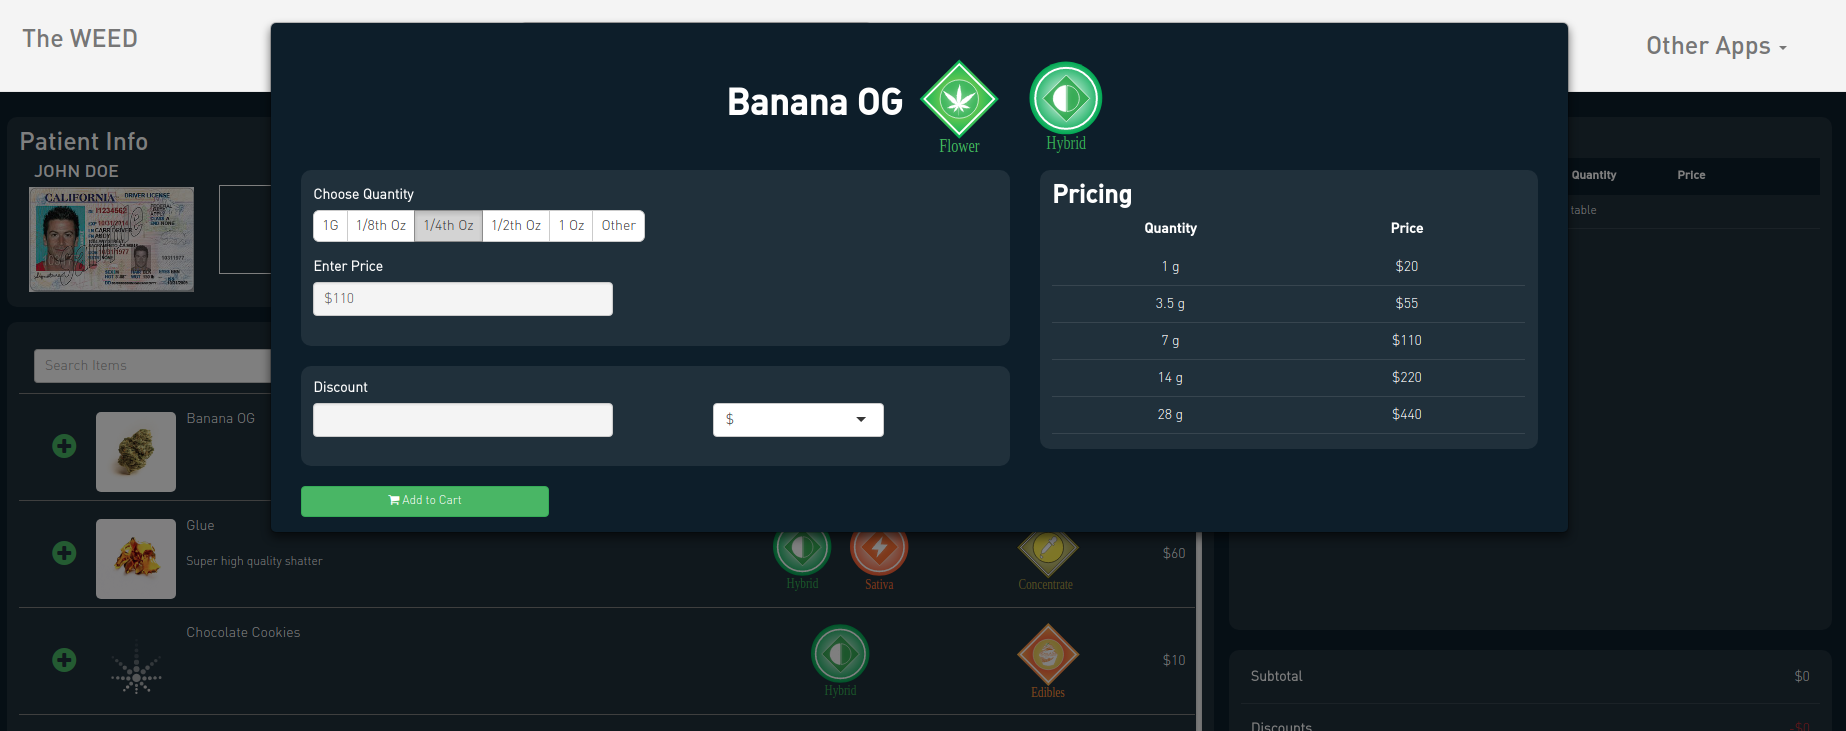 The WEED
Other Apps
Banana OG
Flower
Hybrid
Patient Info
JOHN DOE
CALIFORNIA
DRIVER LICENSE
Choose Quantity
1G
1/8th Oz
1/4th Oz
1/2th Oz
1 Oz
Other
Enter Price
$110
Discount
$
Add to Cart
Pricing
Quantity
Price
1 g
$20
3.5 g
$55
7 g
$110
14 g
$220
28 g
$440
Quantity
Price
table
Search Items
Banana OG
Glue
Super high quality shatter
Hybrid
Sativa
Concentrate
$60
Chocolate Cookies
Hybrid
Edibles
$10
Subtotal
$0
Discounts
$0